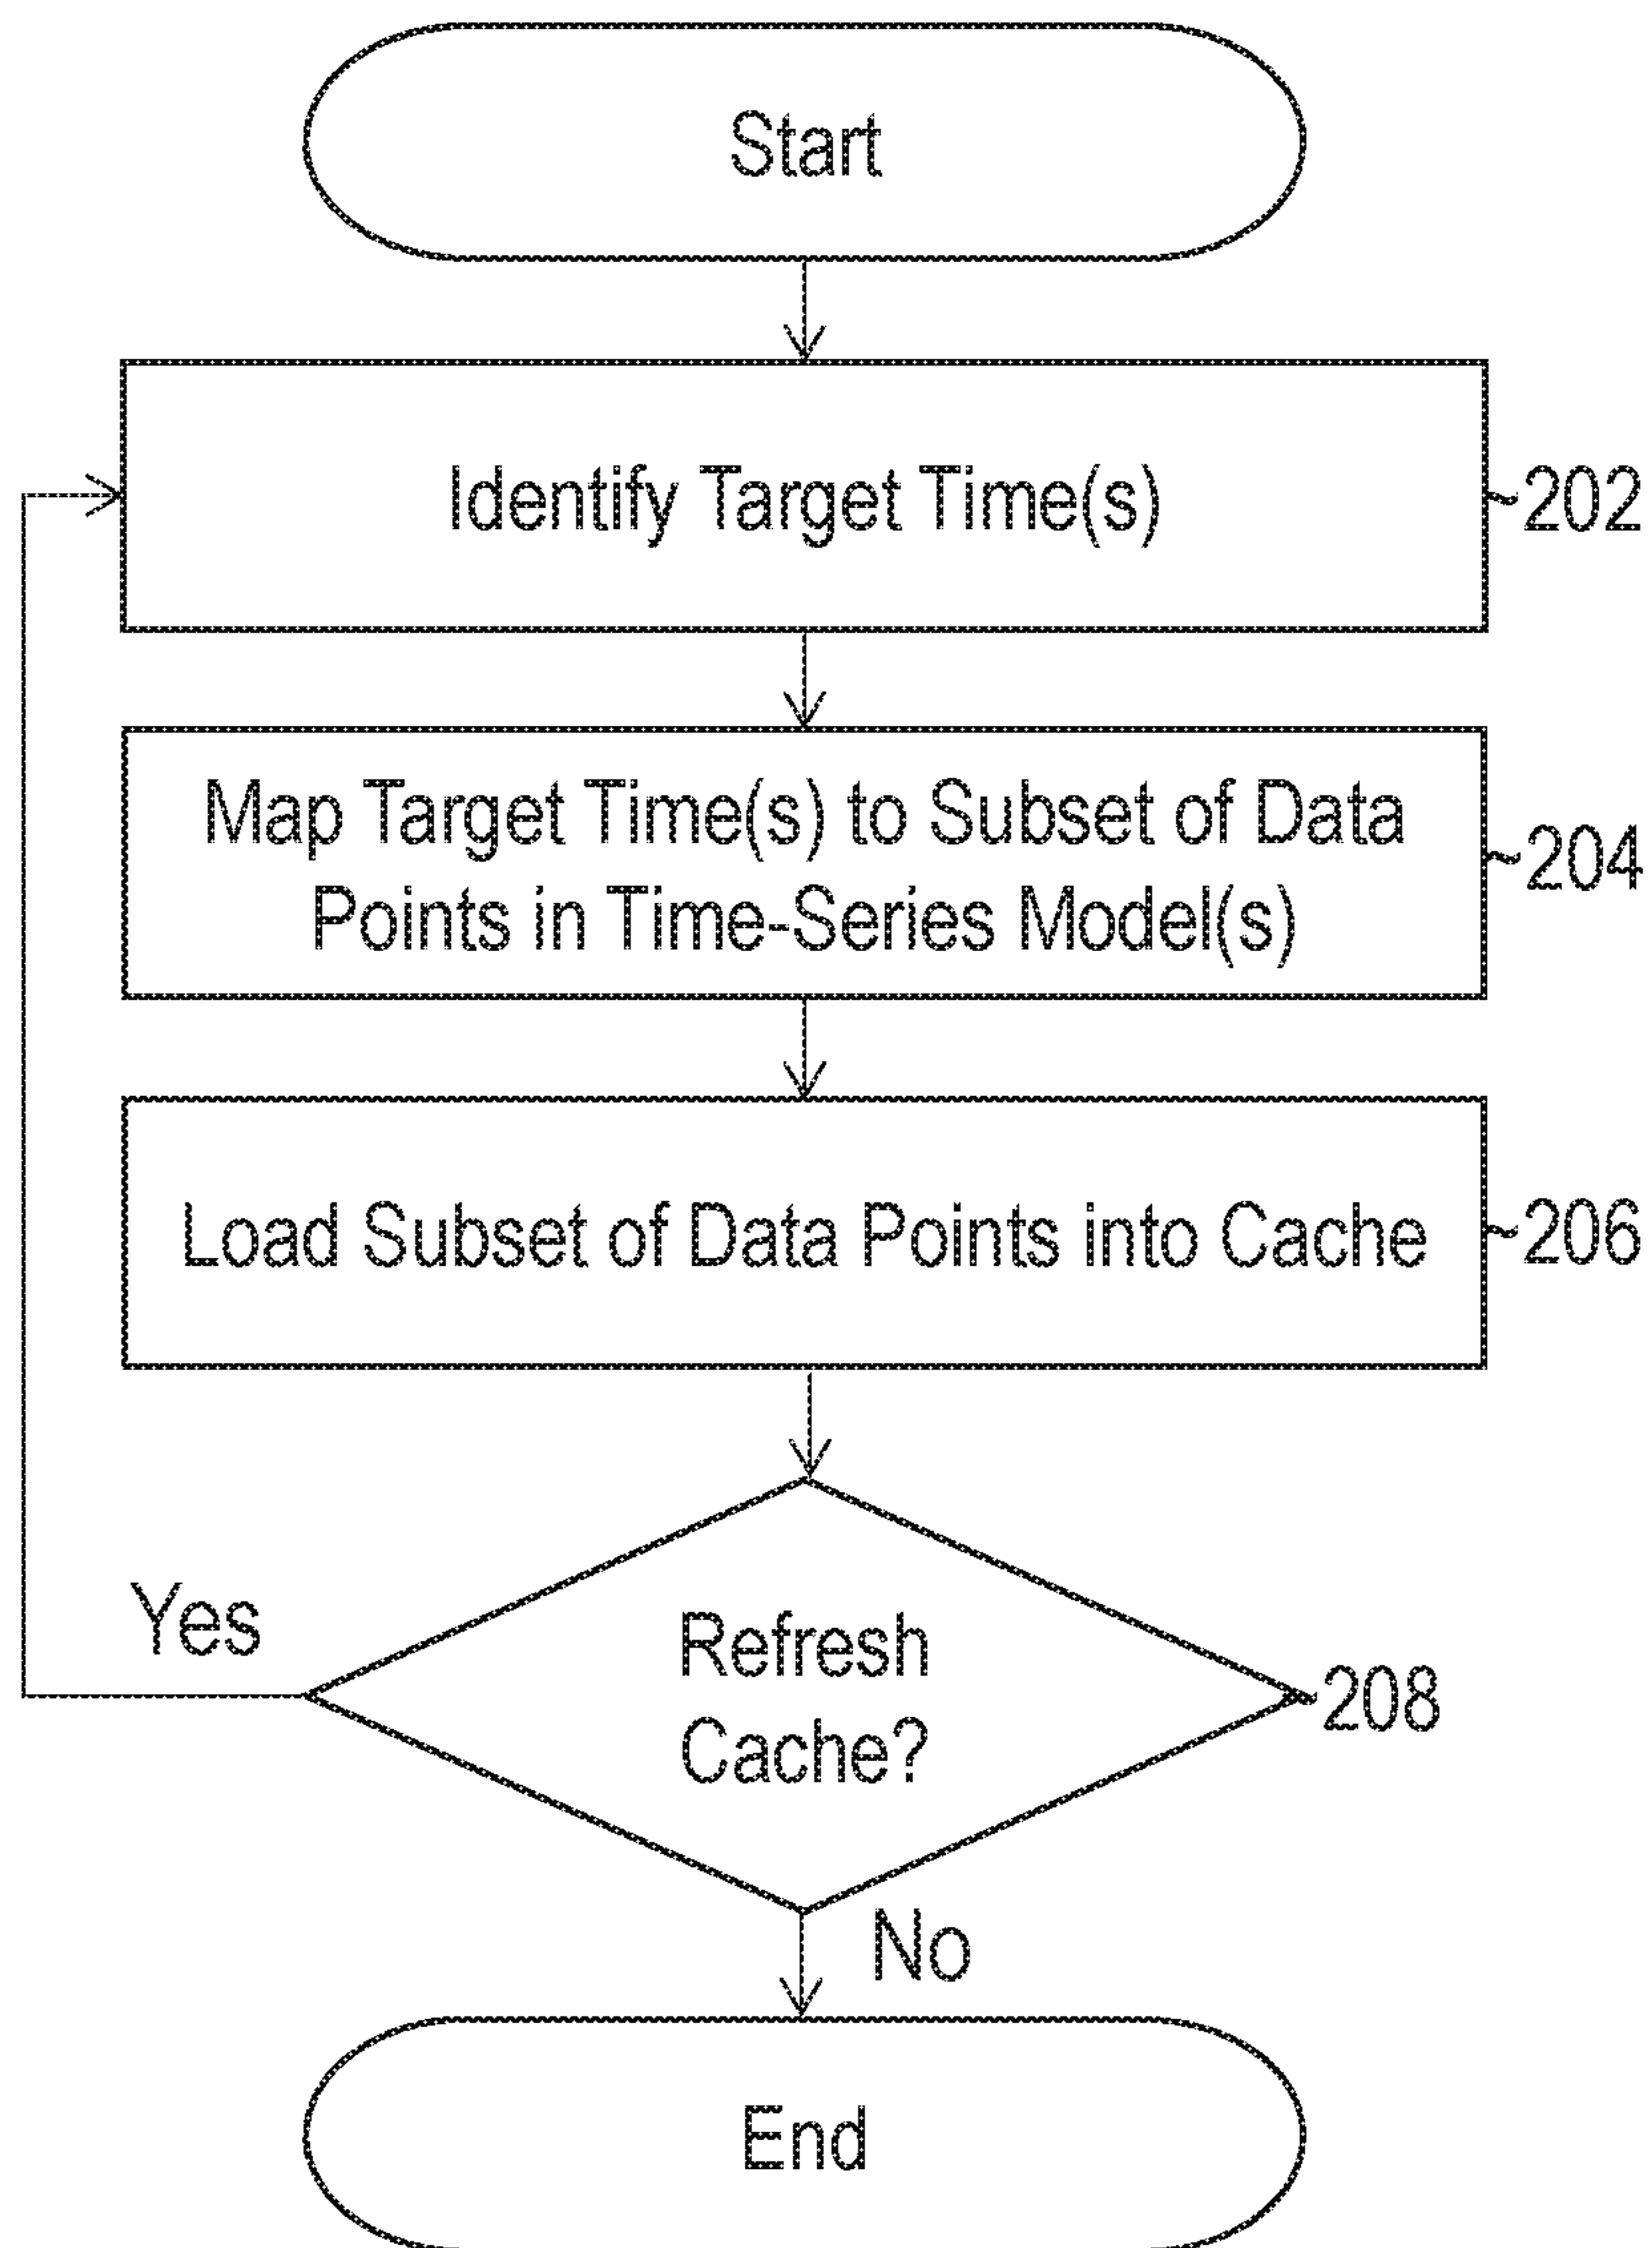 Start
Identify Target Time(s)
202
Map Target Time(s) to Subset of Data
Points in Time-Series Model(s)
204
Load Subset of Data Points into Cache
206
Yes
Refresh
Cache?
208
No
End